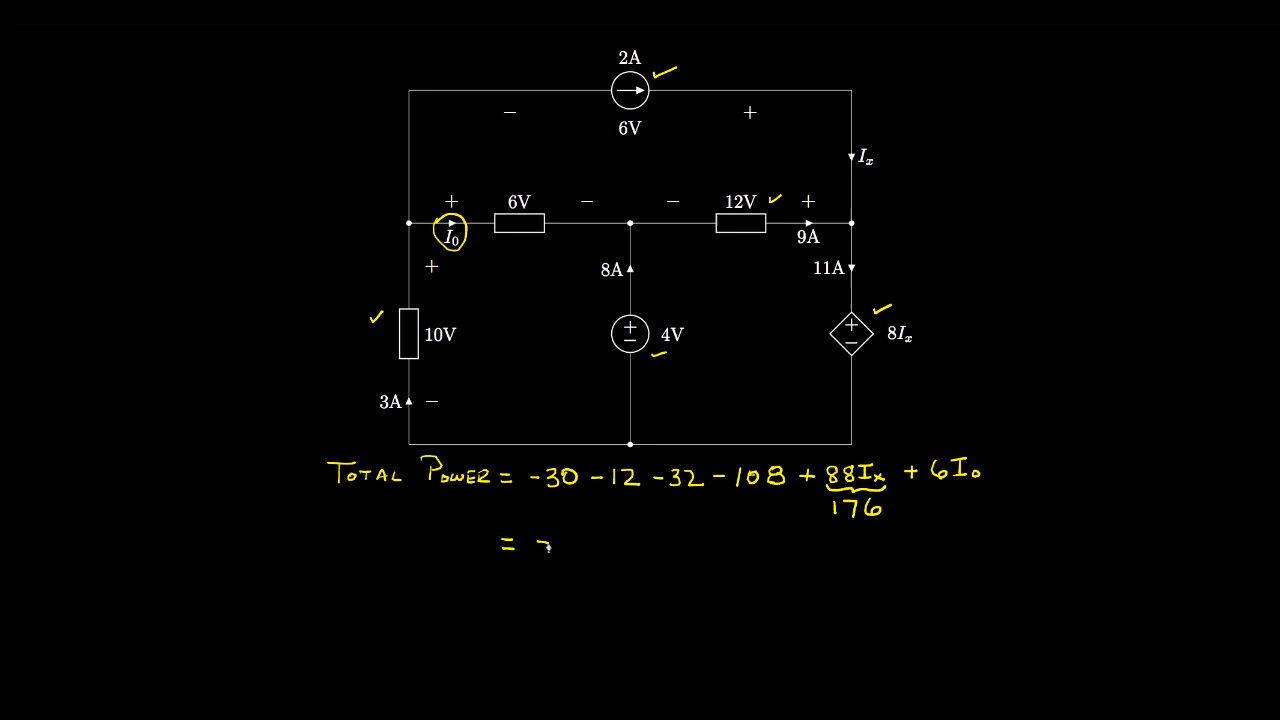 2A
− 6V +
Iₓ
+ 6V − − 12V +
I₀ 9A
+ 8A 11A
10V + − 4V + − 8Iₓ
3A −
TOTAL POWER = -30 -12 -32 -108 + 88Iₓ + 6I₀
176
= -